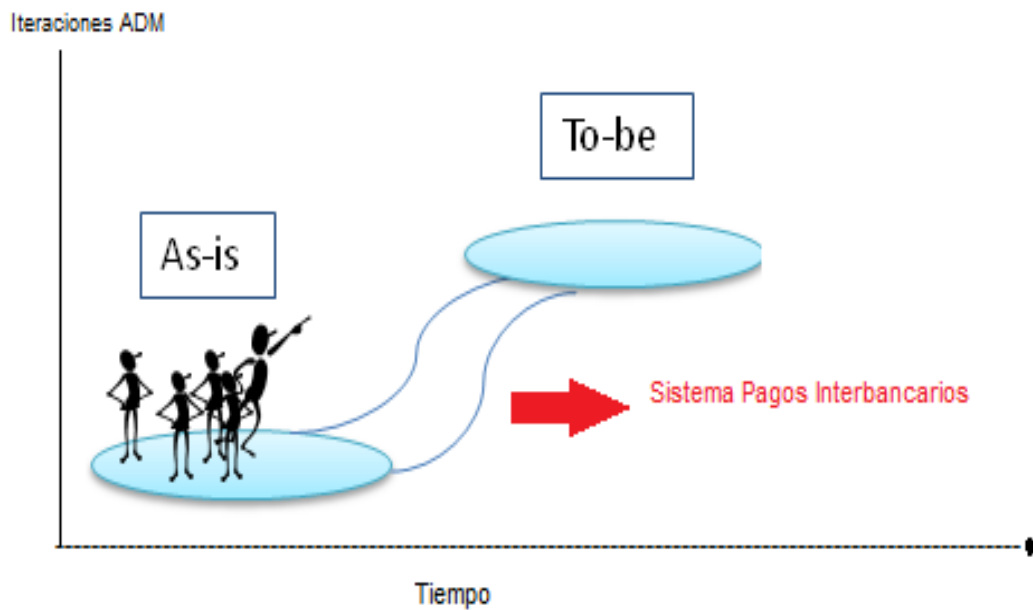 Iteraciones ADM
To-be
As-is
Sistema Pagos Interbancarios
Tiempo